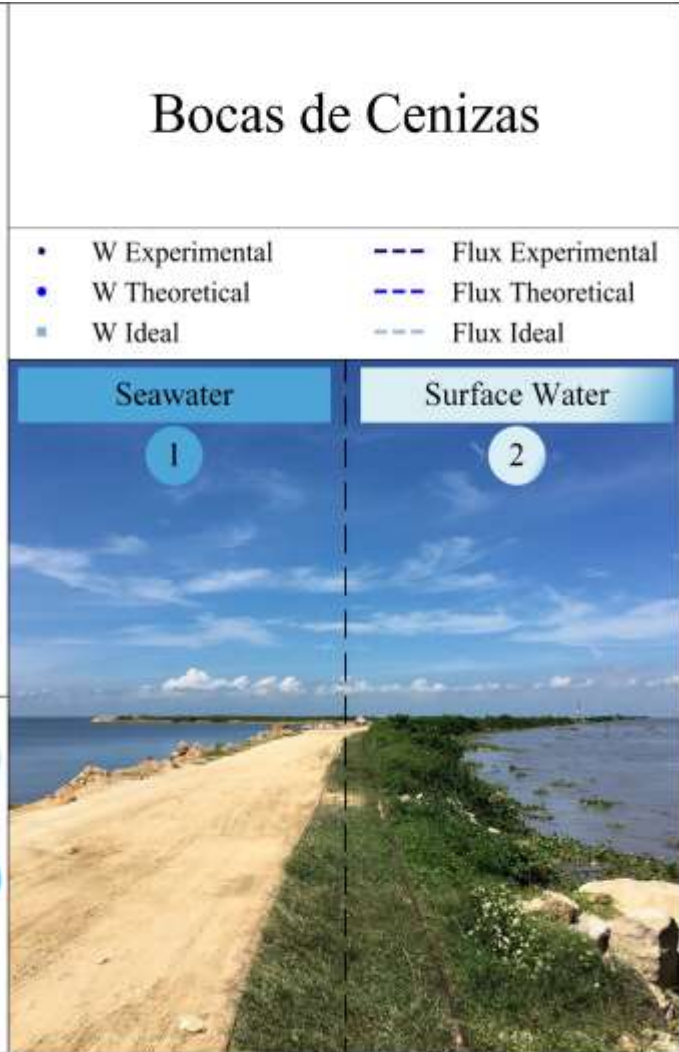 Bocas de Cenizas
W Experimental Flux Experimental
W Theoretical Flux Theoretical
W Ideal Flux Ideal
Seawater Surface Water
1 2